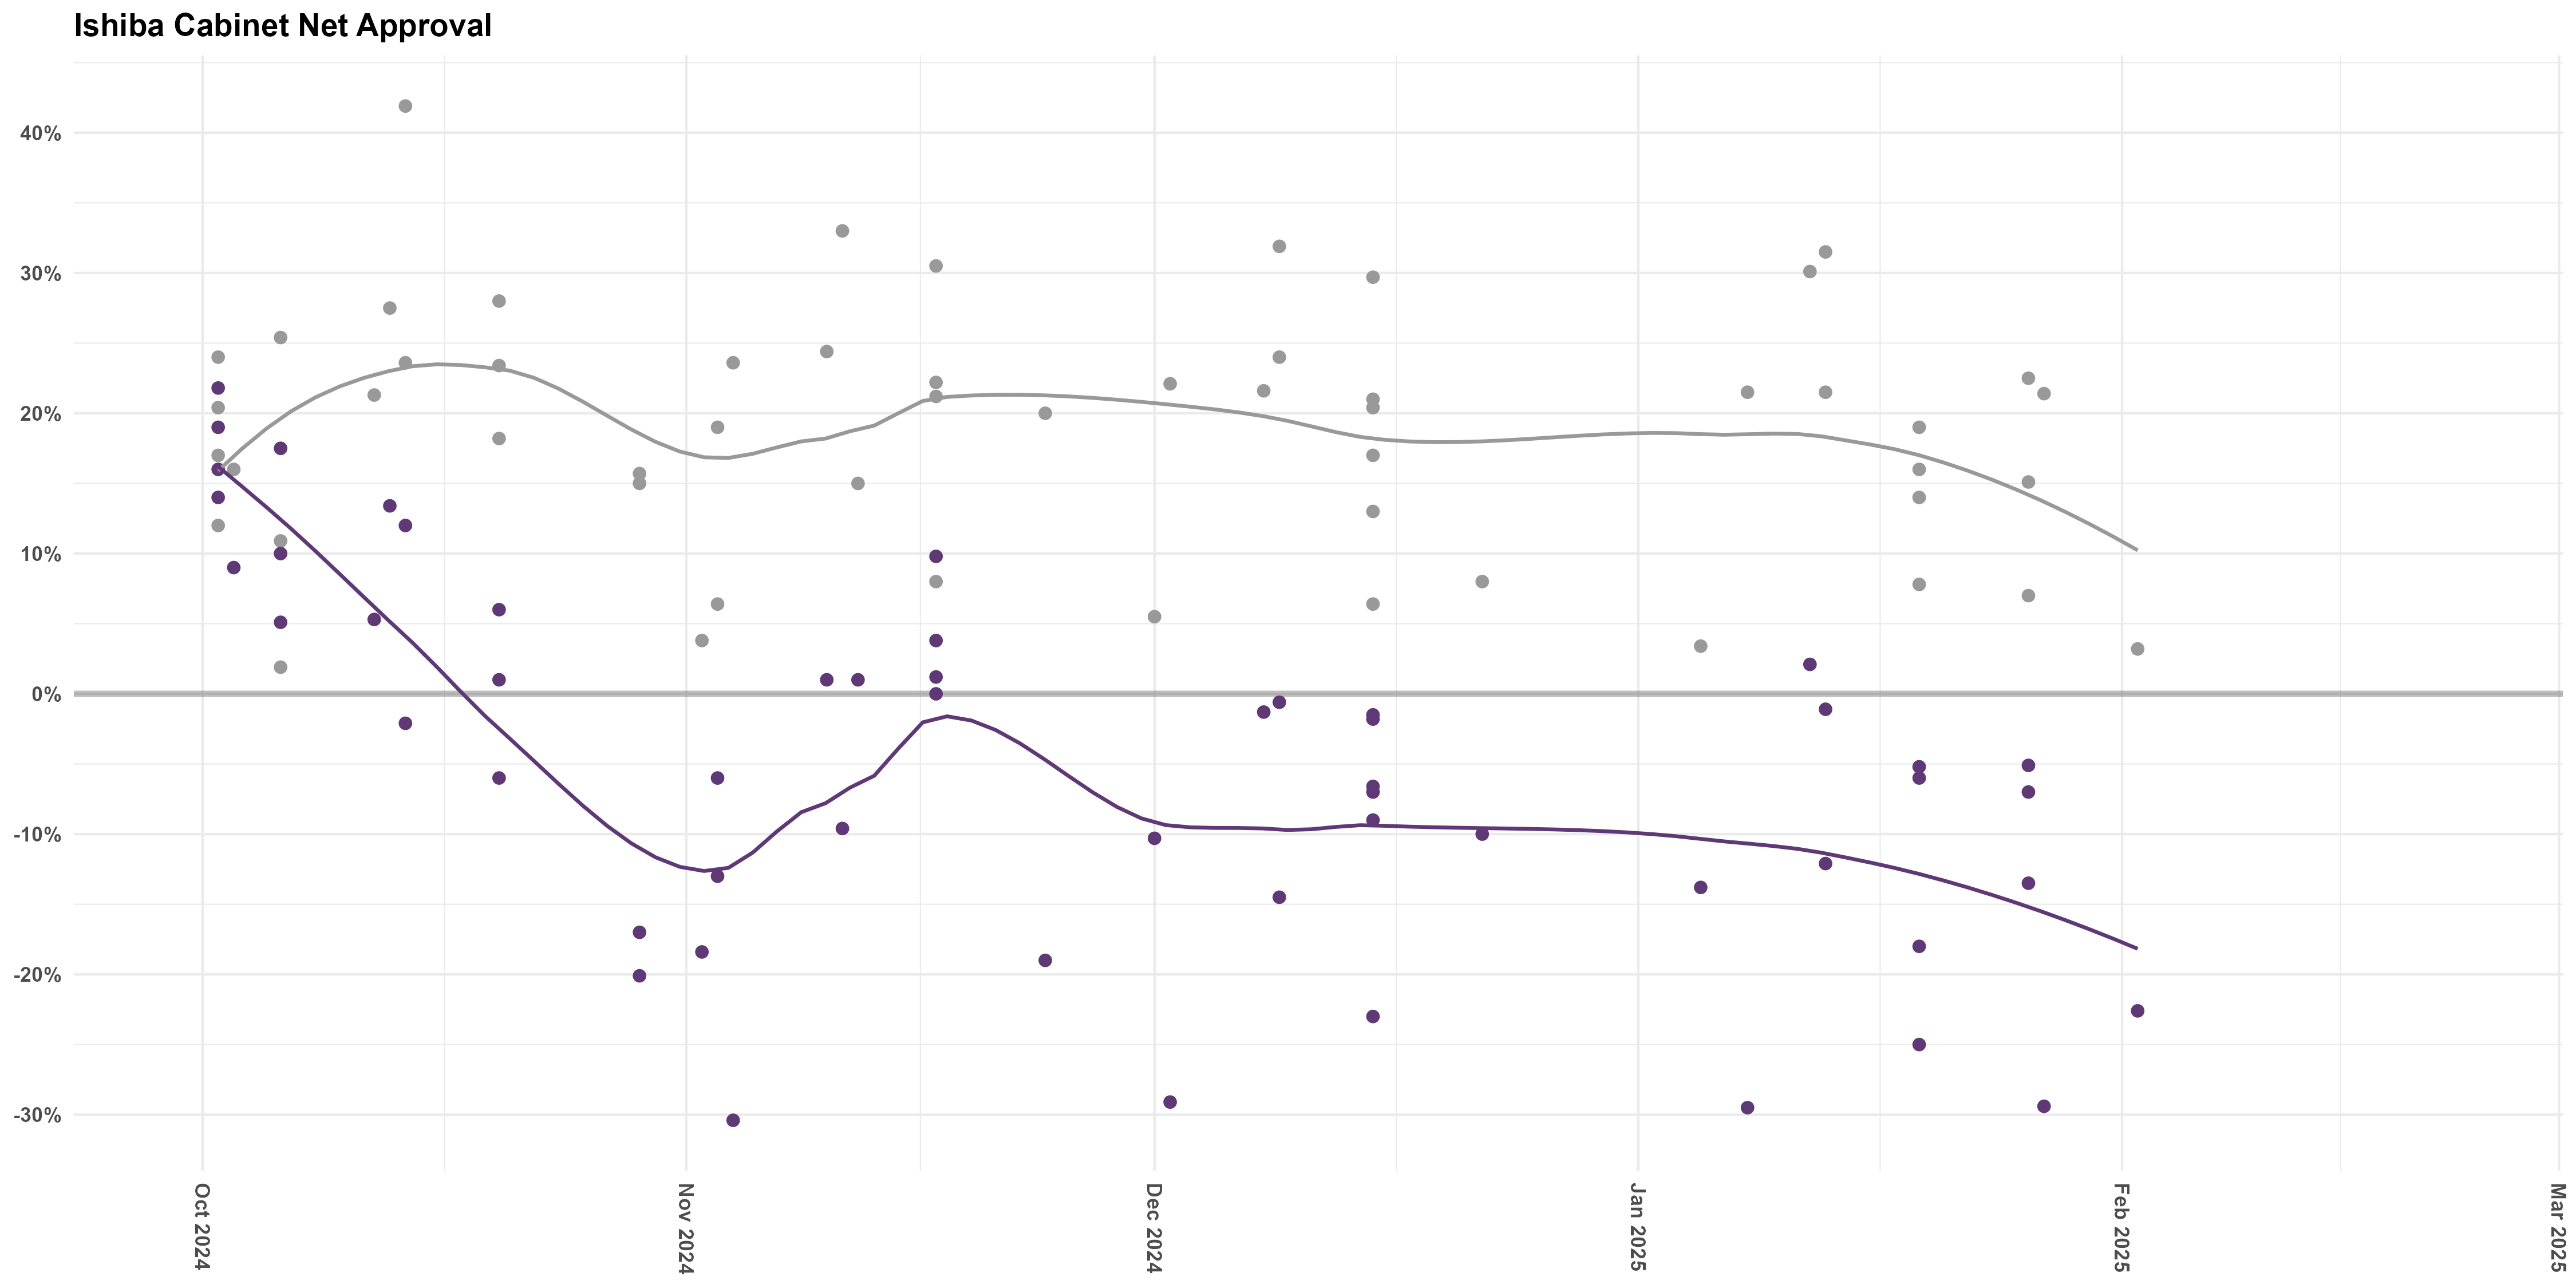 Ishiba Cabinet Net Approval
40%
30%
20%
10%
0%
-10%
-20%
-30%
Oct 2024
Nov 2024
Dec 2024
Jan 2025
Feb 2025
Mar 2025